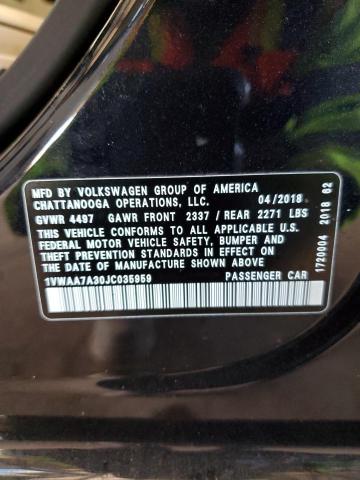 MFD BY VOLKSWAGEN GROUP OF AMERICA
CHATTANOOGA OPERATIONS, LLC. 04/2018
GVWR 4497 GAWR FRONT 2337 / REAR 2271 LBS
THIS VEHICLE CONFORMS TO ALL APPLICABLE U.S.
FEDERAL MOTOR VEHICLE SAFETY, BUMPER AND
THEFT PREVENTION STANDARDS IN EFFECT ON
THE DATE OF MANUFACTURE SHOWN ABOVE.
1VWAA7A30JC035959 PASSENGER CAR
1720004 2018 02